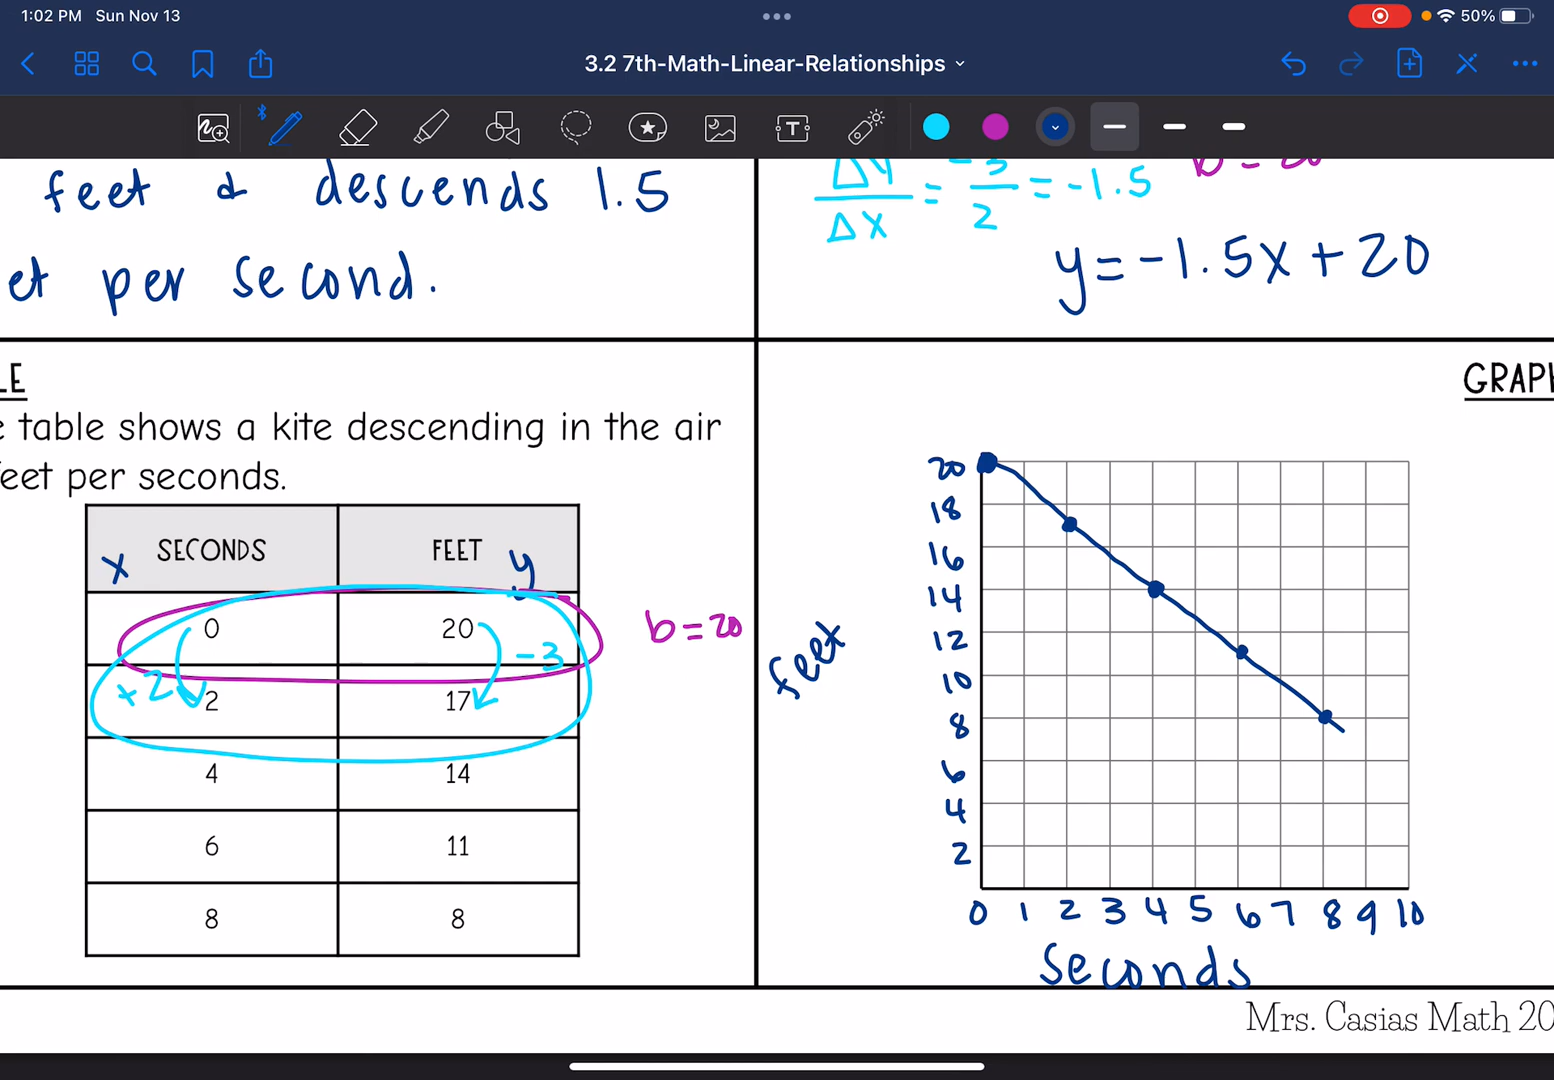 1:02 PM Sun Nov 13
50%
3.2 7th-Math-Linear-Relationships
T
feet & descends 1.5
et per second.
ΔY/ΔX = -3/2 = -1.5
b = 20
y = -1.5x + 20
LE
e table shows a kite descending in the air
eet per seconds.
x SECONDS FEET y
0 20
+2 -3
b = 20
2 17
4 14
6 11
8 8
GRAPH
feet
20
18
16
14
12
10
8
6
4
2
0 1 2 3 4 5 6 7 8 9 10
Seconds
Mrs. Casias Math 20